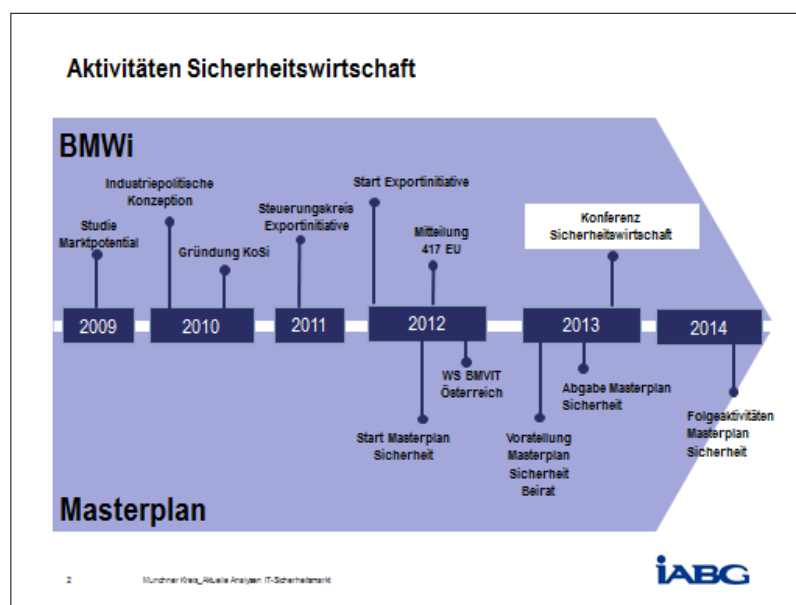 Aktivitäten Sicherheitswirtschaft
BMWi
Industriepolitische
Konzeption
Start Exportinitiative
Studie
Marktpotential
Steuerungskreis
Exportinitiative
Gründung KoSi
Mitteilung
417 EU
Konferenz
Sicherheitswirtschaft
2009
2010
2011
2012
2013
2014
WS BMVIT
Österreich
Abgabe Masterplan
Sicherheit
Start Masterplan
Sicherheit
Vorstellung
Masterplan
Sicherheit
Beirat
Folgeaktivitäten
Masterplan
Sicherheit
Masterplan
2
Münchner Kreis_Aktuelle Analysen IT-Sicherheitsmarkt
iABG